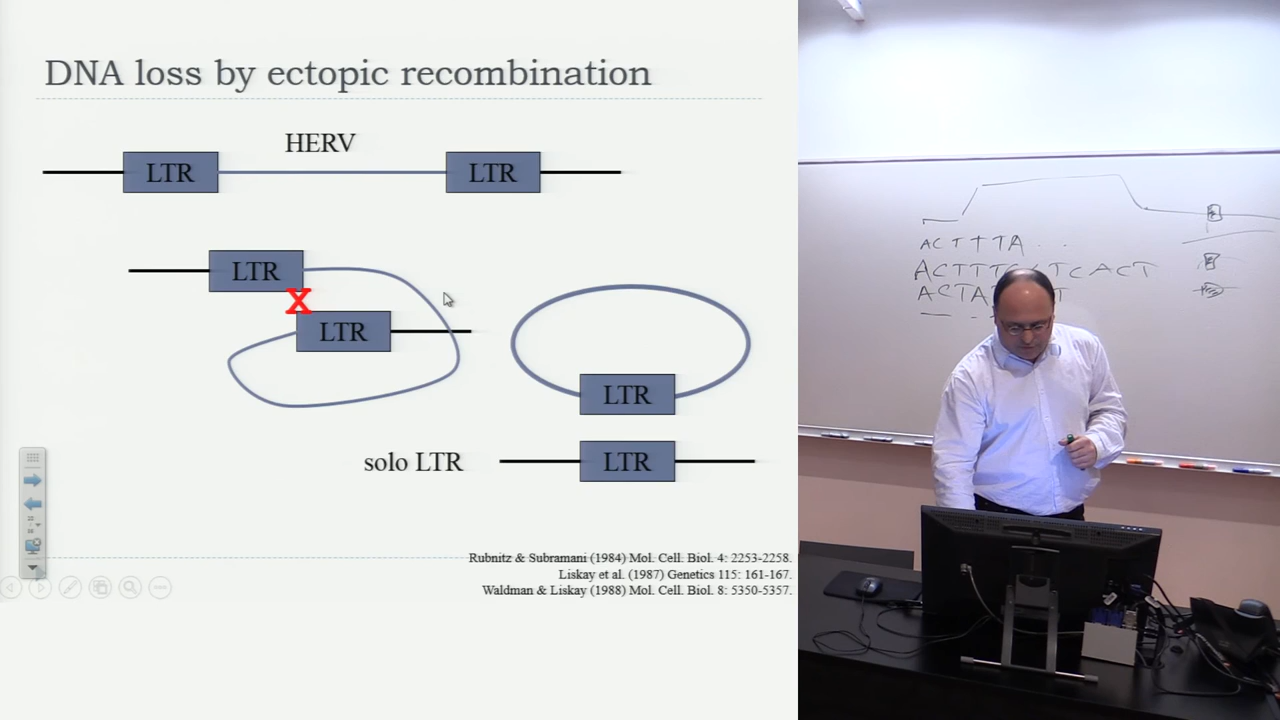 DNA loss by ectopic recombination
HERV
LTR LTR
LTR
X
LTR
LTR
solo LTR LTR
Rubnitz & Subramani (1984) Mol. Cell. Biol. 4: 2253-2258.
Liskay et al. (1987) Genetics 115: 161-167.
Waldman & Liskay (1988) Mol. Cell. Biol. 8: 5350-5357.
ACTTTA . .